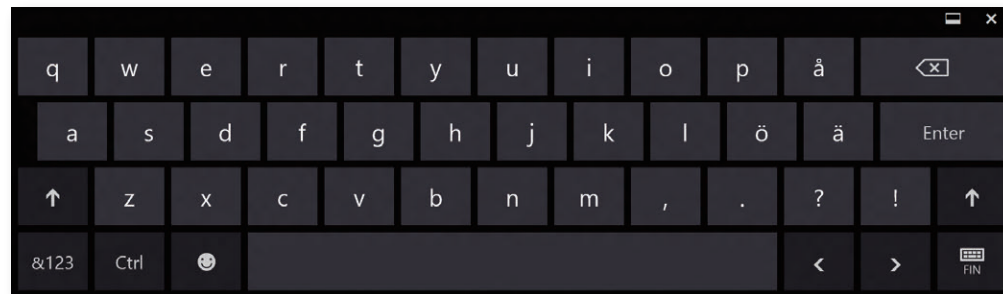 q w e r t y u i o p å
a s d f g h j k l ö ä Enter
z x c v b n m , . ? !
&123 Ctrl < > FIN